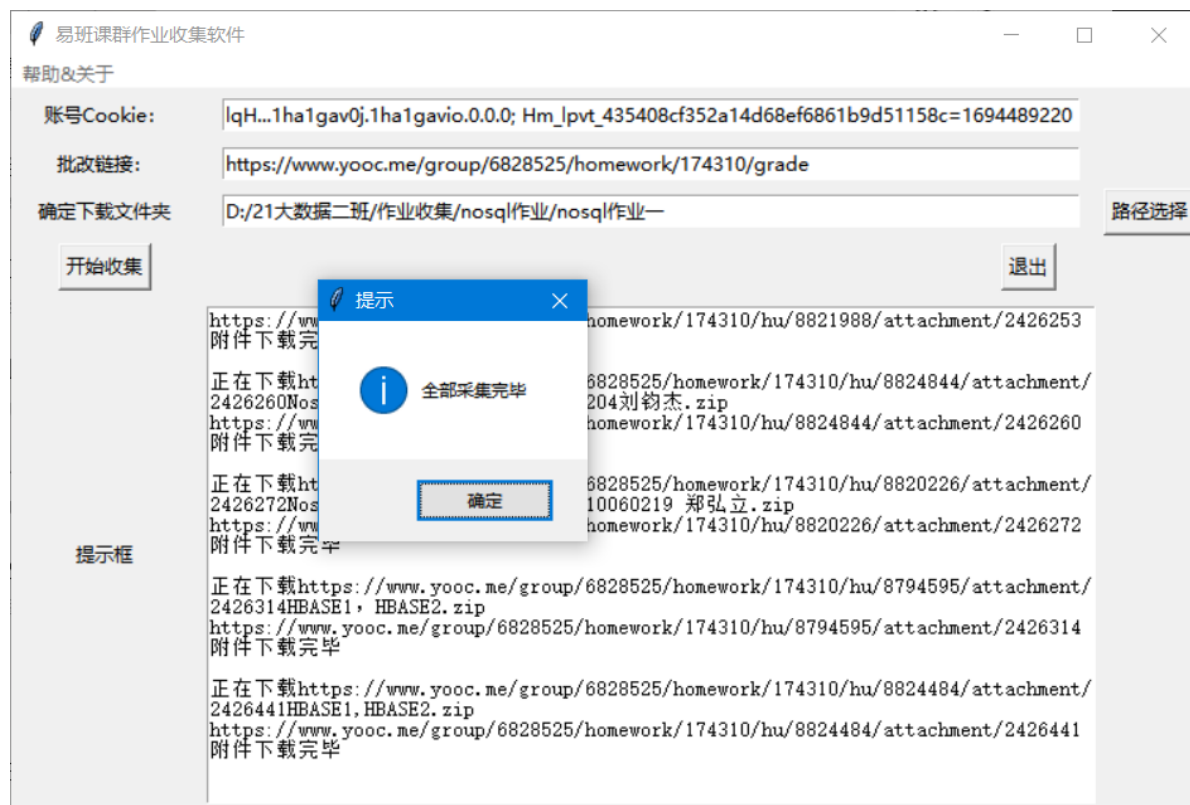 易班课群作业收集软件
帮助&关于
账号Cookie:
lqH...1ha1gav0j.1ha1gavio.0.0.0; Hm_lpvt_435408cf352a14d68ef6861b9d51158c=1694489220
批改链接:
https://www.yooc.me/group/6828525/homework/174310/grade
确定下载文件夹
D:/21大数据二班/作业收集/nosql作业/nosql作业一
路径选择
开始收集
退出
提示
全部采集完毕
确定
提示框
https://ww homework/174310/hu/8821988/attachment/2426253
附件下载完
正在下载ht 6828525/homework/174310/hu/8824844/attachment/
2426260Nos 204刘钧杰.zip
https://ww homework/174310/hu/8824844/attachment/2426260
附件下载完
正在下载ht 6828525/homework/174310/hu/8820226/attachment/
2426272Nos 10060219 郑弘立.zip
https://ww homework/174310/hu/8820226/attachment/2426272
附件下载完毕
正在下载https://www.yooc.me/group/6828525/homework/174310/hu/8794595/attachment/
2426314HBASE1，HBASE2.zip
https://www.yooc.me/group/6828525/homework/174310/hu/8794595/attachment/2426314
附件下载完毕
正在下载https://www.yooc.me/group/6828525/homework/174310/hu/8824484/attachment/
2426441HBASE1,HBASE2.zip
https://www.yooc.me/group/6828525/homework/174310/hu/8824484/attachment/2426441
附件下载完毕